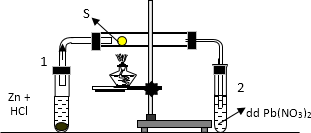 S
1
Zn +
HCl
2
dd Pb(NO₃)₂